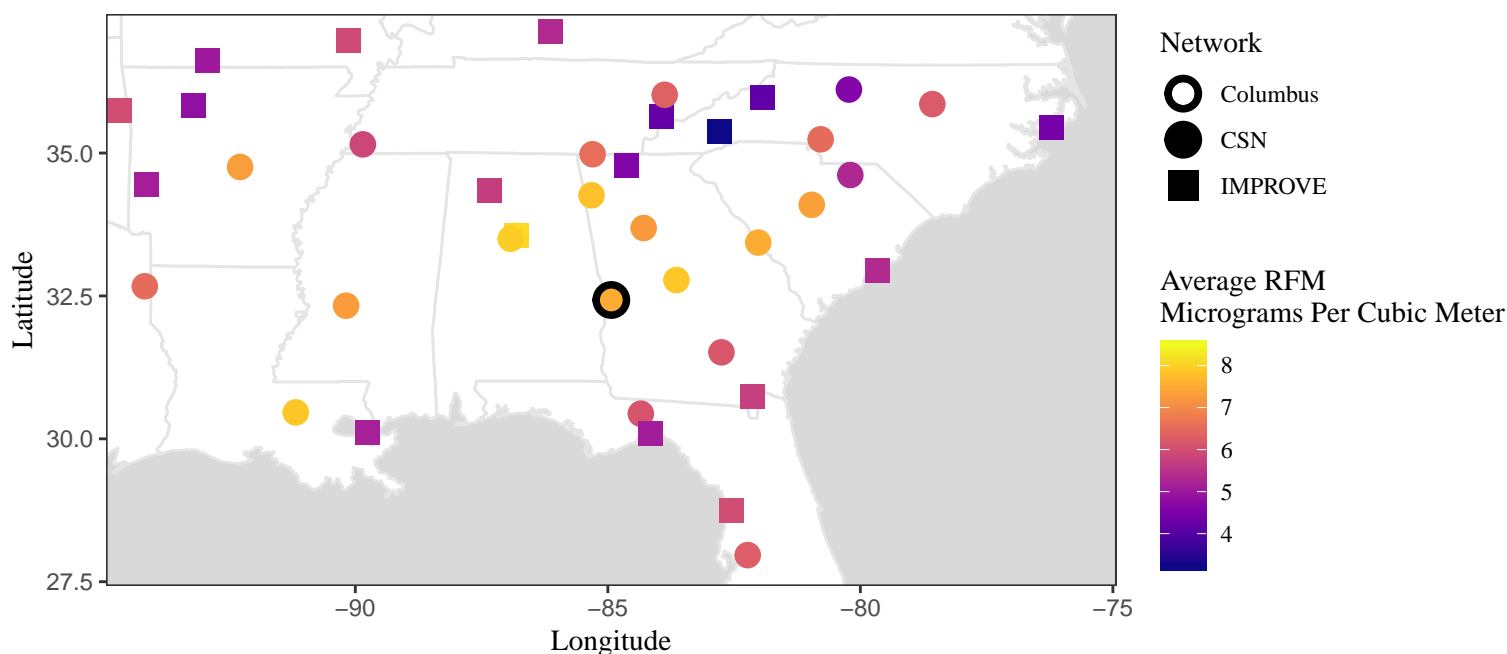 35.0
32.5
30.0
27.5
Latitude
−90
−85
−80
−75
Longitude
Network
Columbus
CSN
IMPROVE
Average RFM
Micrograms Per Cubic Meter
8
7
6
5
4